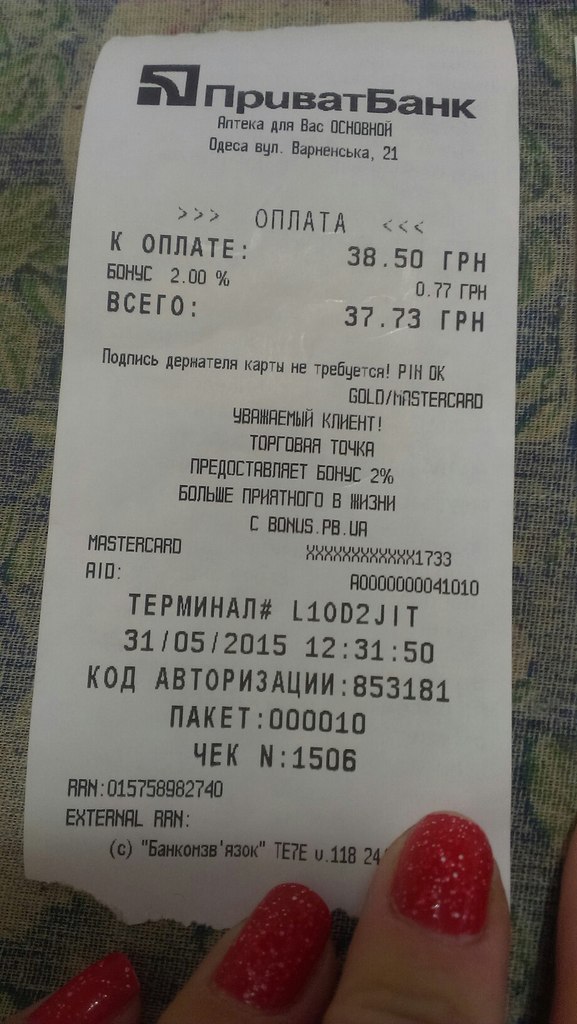 ПриватБанк
Аптека для Вас ОСНОВНОЙ
Одеса вул. Варненська, 21
>>> ОПЛАТА <<<
К ОПЛАТЕ: 38.50 ГРН
БОНУС 2.00 % 0.77 ГРН
ВСЕГО: 37.73 ГРН
Подпись держателя карты не требуется! PIN OK
GOLD/MASTERCARD
УВАЖАЕМЫЙ КЛИЕНТ!
ТОРГОВАЯ ТОЧКА
ПРЕДОСТАВЛЯЕТ БОНУС 2%
БОЛЬШЕ ПРИЯТНОГО В ЖИЗНИ
С BONUS.PB.UA
MASTERCARD XXXXXXXXXXXX1733
AID: A0000000041010
ТЕРМИНАЛ# L10D2JIT
31/05/2015 12:31:50
КОД АВТОРИЗАЦИИ:853181
ПАКЕТ:000010
ЧЕК N:1506
RRN:015758982740
EXTERNAL RRN:
(c) "Банкомзв'язок" TE7E v.118 24